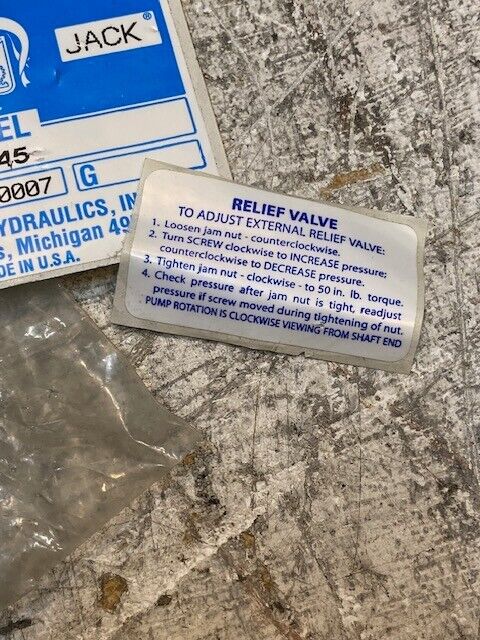 JACK®
EL
45
0007 G
YDRAULICS, IN
s, Michigan 49
DE IN U.S.A.
RELIEF VALVE
TO ADJUST EXTERNAL RELIEF VALVE:
1. Loosen jam nut - counterclockwise.
2. Turn SCREW clockwise to INCREASE pressure;
counterclockwise to DECREASE pressure.
3. Tighten jam nut - clockwise - to 50 in. lb. torque.
4. Check pressure after jam nut is tight, readjust
pressure if screw moved during tightening of nut.
PUMP ROTATION IS CLOCKWISE VIEWING FROM SHAFT END